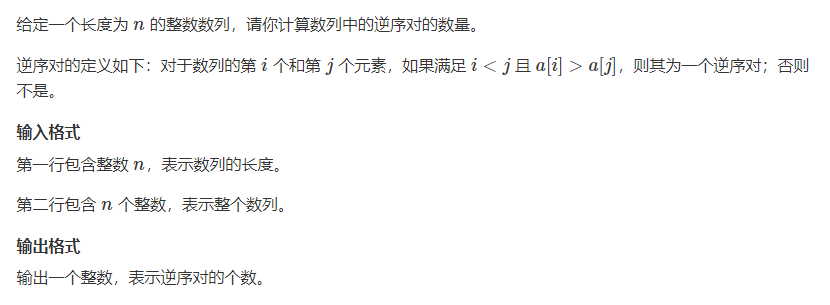 给定一个长度为 n 的整数数列，请你计算数列中的逆序对的数量。
逆序对的定义如下：对于数列的第 i 个和第 j 个元素，如果满足 i < j 且 a[i] > a[j]，则其为一个逆序对；否则
不是。
输入格式
第一行包含整数 n，表示数列的长度。
第二行包含 n 个整数，表示整个数列。
输出格式
输出一个整数，表示逆序对的个数。